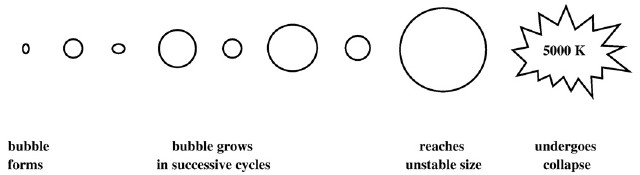 5000 K
bubble
forms
bubble grows
in successive cycles
reaches
unstable size
undergoes
collapse